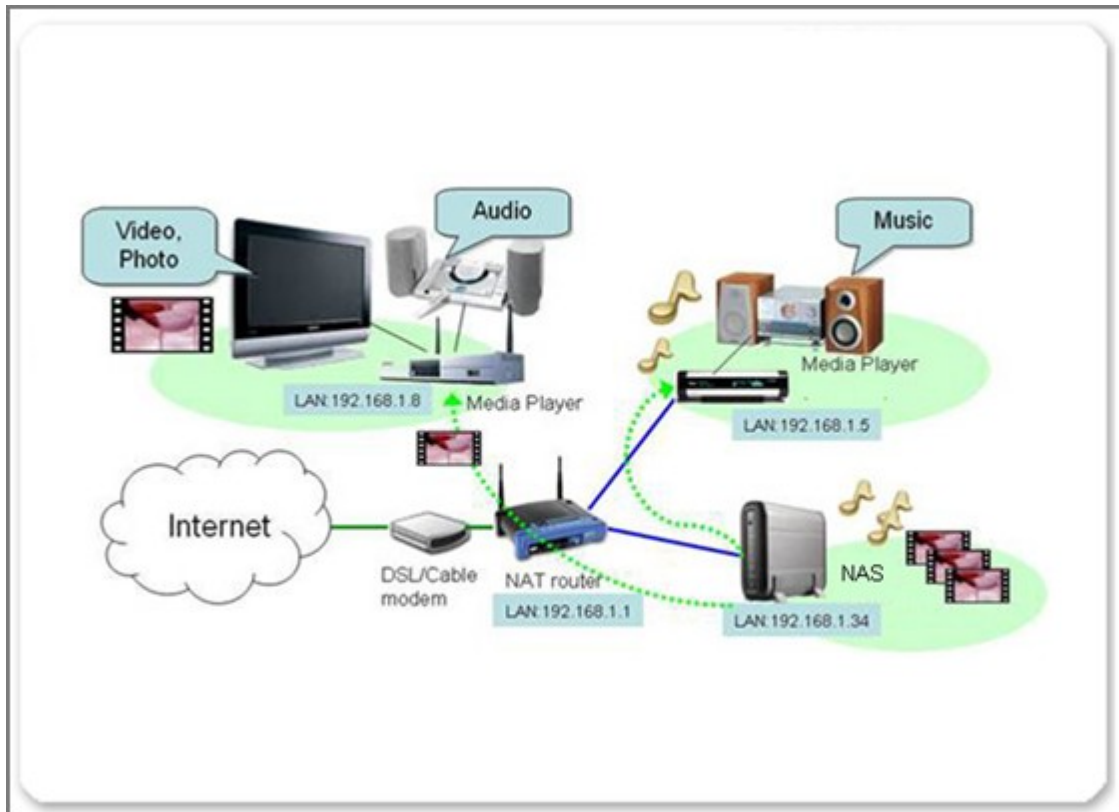 Video,
Photo
Audio
Music
LAN:192.168.1.8
Media Player
Media Player
LAN:192.168.1.5
Internet
DSL/Cable
modem
NAT router
LAN:192.168.1.1
NAS
LAN:192.168.1.34